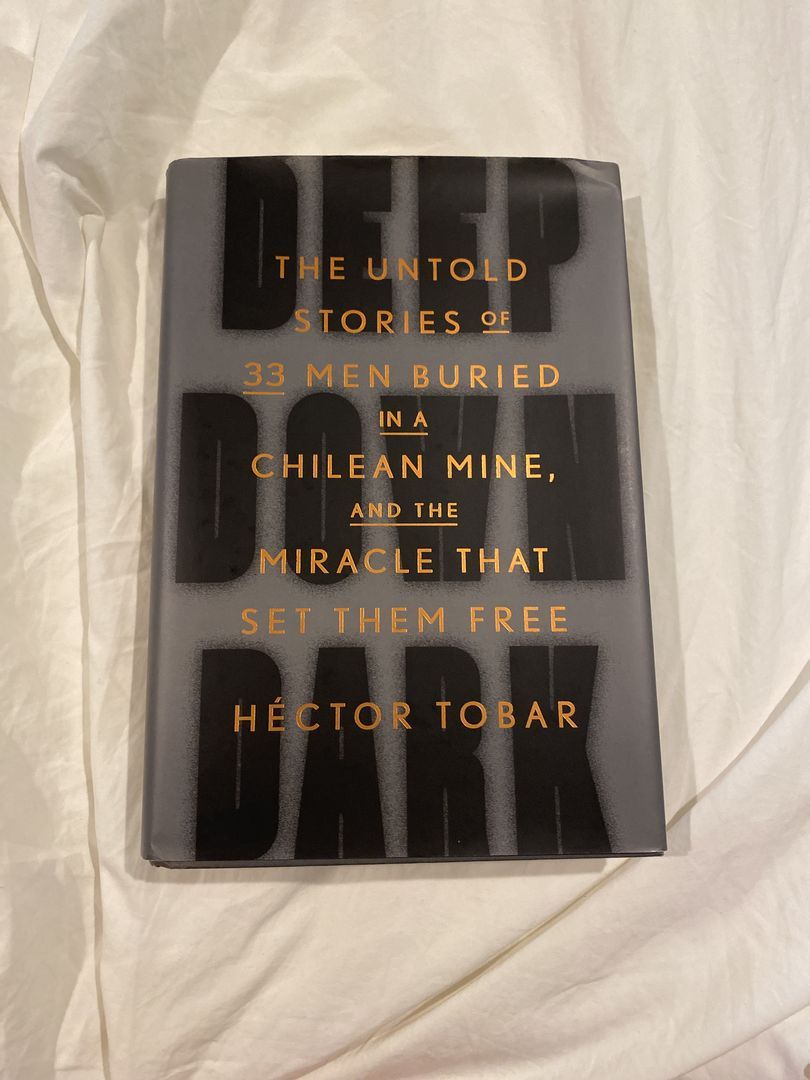 DEEP
THE UNTOLD
STORIES OF
33 MEN BURIED
DOWN
IN A
CHILEAN MINE,
AND THE
MIRACLE THAT
SET THEM FREE
DARK
HÉCTOR TOBAR